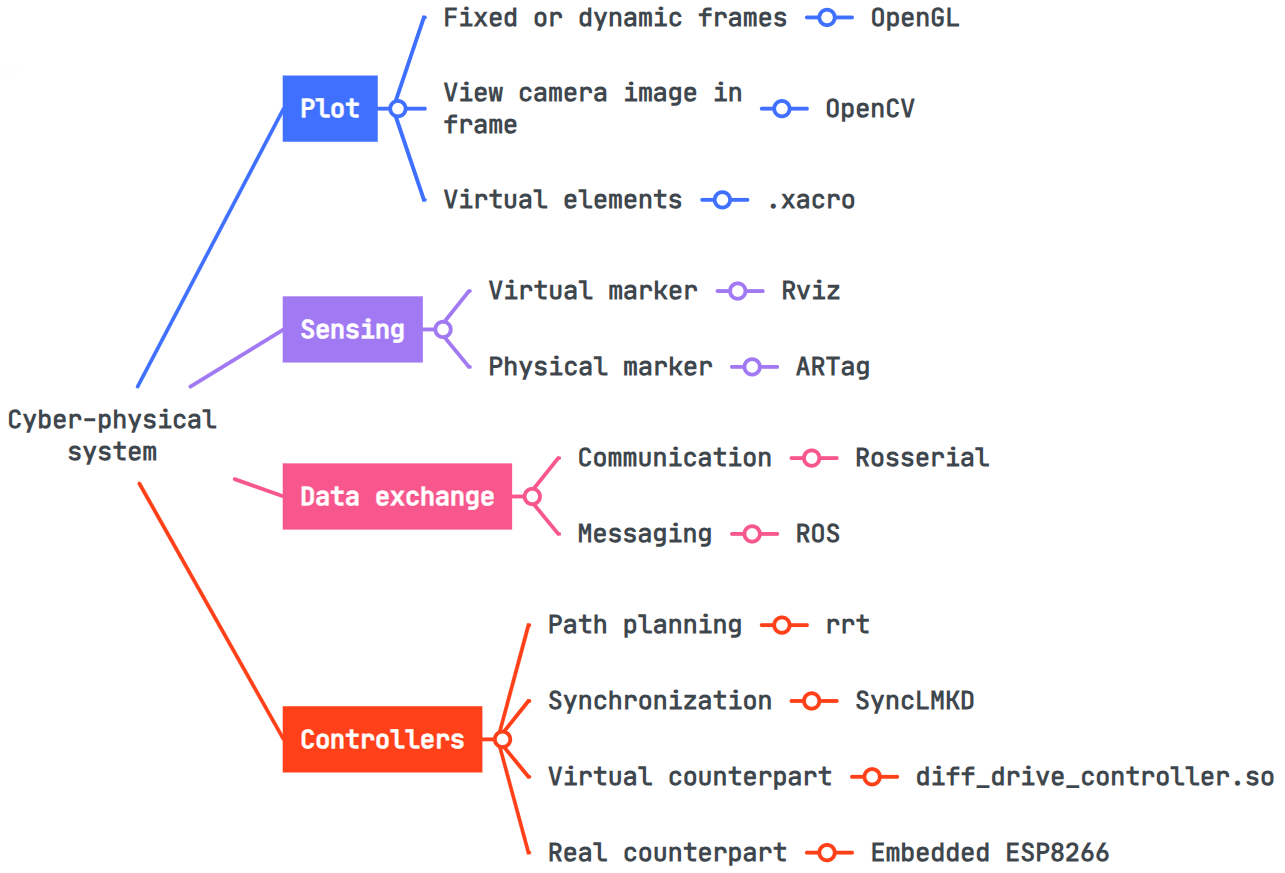 Fixed or dynamic frames
OpenGL
Plot
View camera image in
frame
OpenCV
Virtual elements
.xacro
Sensing
Virtual marker
Rviz
Physical marker
ARTag
Cyber-physical
system
Data exchange
Communication
Rosserial
Messaging
ROS
Controllers
Path planning
rrt
Synchronization
SyncLMKD
Virtual counterpart
diff_drive_controller.so
Real counterpart
Embedded ESP8266